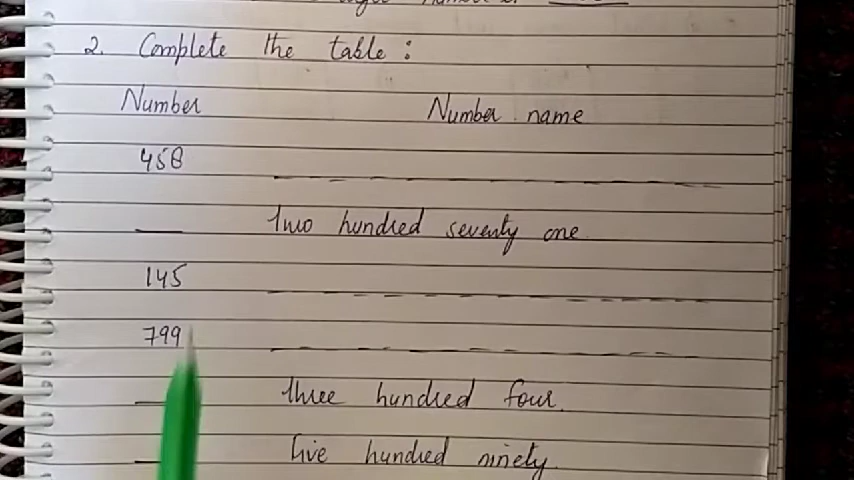 2. Complete the table :
Number Number name
458
two hundred seventy one
145
799
three hundred four.
five hundred ninety.